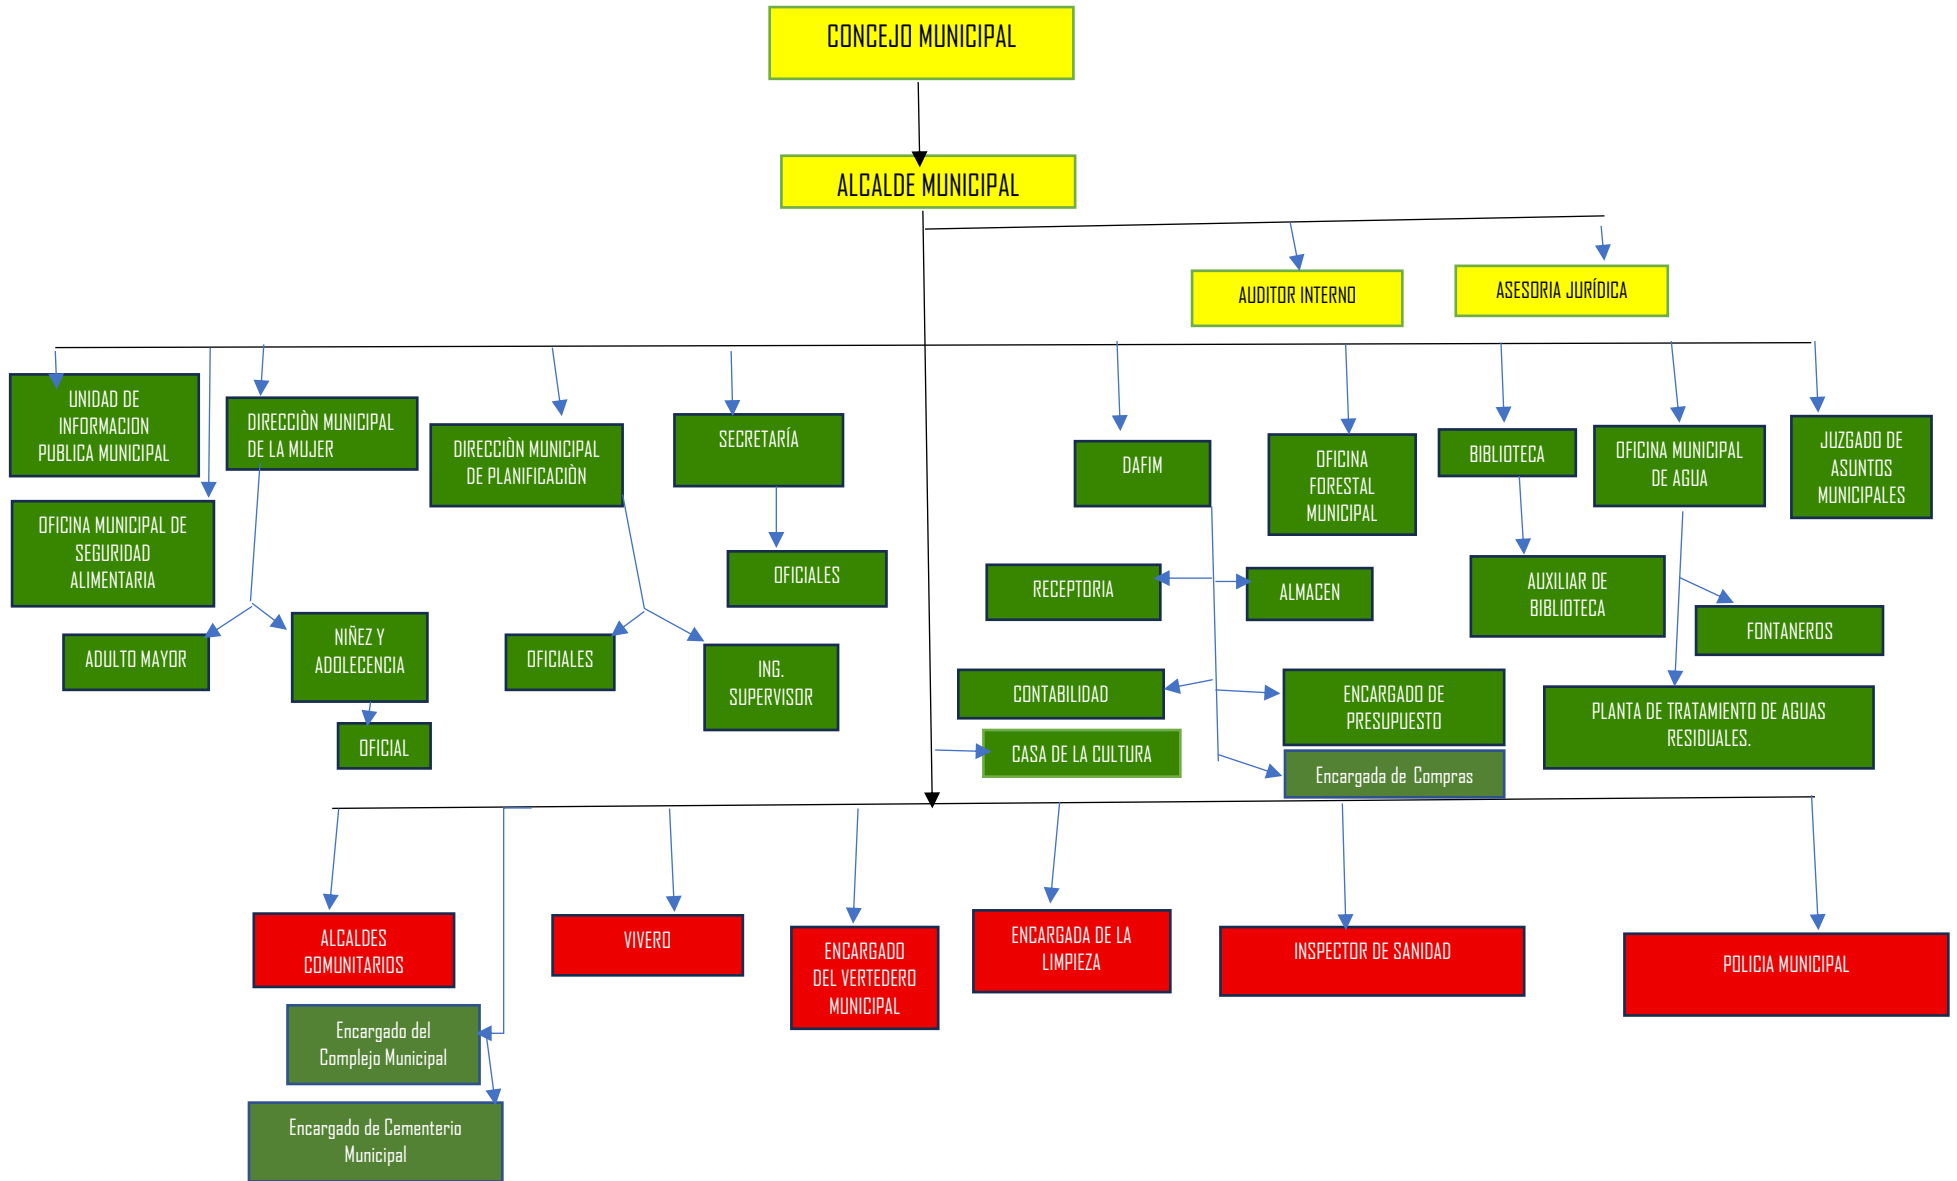 CONCEJO MUNICIPAL
ALCALDE MUNICIPAL
AUDITOR INTERNO
ASESORIA JURÍDICA
UNIDAD DE
INFORMACION
PUBLICA MUNICIPAL
DIRECCIÒN MUNICIPAL
DE LA MUJER
DIRECCIÒN MUNICIPAL
DE PLANIFICACIÒN
SECRETARÍA
DAFIM
OFICINA
FORESTAL
MUNICIPAL
BIBLIOTECA
OFICINA MUNICIPAL
DE AGUA
JUZGADO DE
ASUNTOS
MUNICIPALES
OFICINA MUNICIPAL DE
SEGURIDAD
ALIMENTARIA
OFICIALES
RECEPTORIA
ALMACEN
AUXILIAR DE
BIBLIOTECA
FONTANEROS
ADULTO MAYOR
NIÑEZ Y
ADOLECENCIA
OFICIALES
ING.
SUPERVISOR
CONTABILIDAD
ENCARGADO DE
PRESUPUESTO
PLANTA DE TRATAMIENTO DE AGUAS
RESIDUALES.
OFICIAL
CASA DE LA CULTURA
Encargada de Compras
ALCALDES
COMUNITARIOS
VIVERO
ENCARGADO
DEL VERTEDERO
MUNICIPAL
ENCARGADA DE LA
LIMPIEZA
INSPECTOR DE SANIDAD
POLICIA MUNICIPAL
Encargado del
Complejo Municipal
Encargado de Cementerio
Municipal